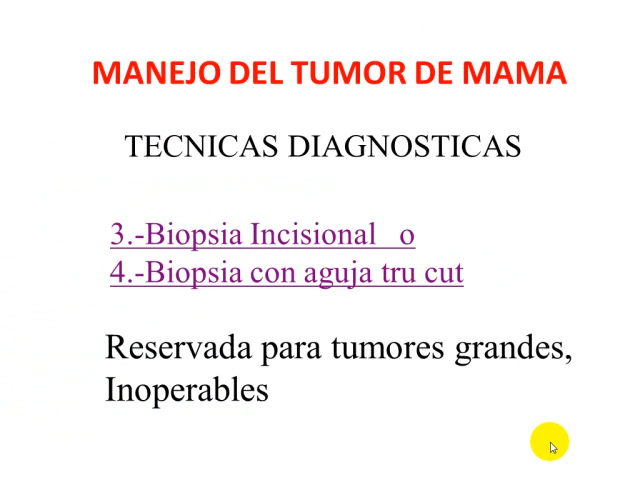 MANEJO DEL TUMOR DE MAMA
TECNICAS DIAGNOSTICAS
3.-Biopsia Incisional o
4.-Biopsia con aguja tru cut
Reservada para tumores grandes,
Inoperables